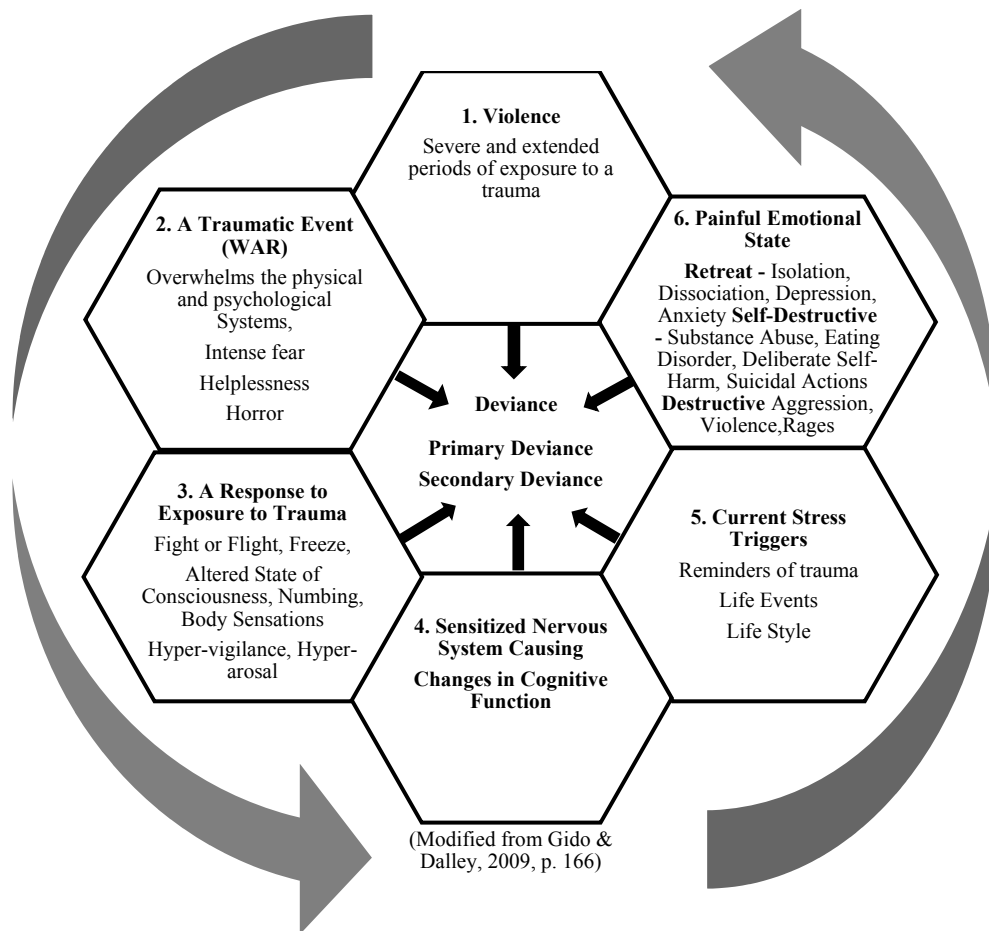 1. Violence
Severe and extended
periods of exposure to a
trauma
2. A Traumatic Event
(WAR)
Overwhelms the physical
and psychological
Systems,
Intense fear
Helplessness
Horror
3. A Response to
Exposure to Trauma
Fight or Flight, Freeze,
Altered State of
Consciousness, Numbing,
Body Sensations
Hyper-vigilance, Hyper-
arosal
4. Sensitized Nervous
System Causing
Changes in Cognitive
Function
5. Current Stress
Triggers
Reminders of trauma
Life Events
Life Style
6. Painful Emotional
State
Retreat - Isolation,
Dissociation, Depression,
Anxiety Self-Destructive
- Substance Abuse, Eating
Disorder, Deliberate Self-
Harm, Suicidal Actions
Destructive Aggression,
Violence,Rages
Deviance
Primary Deviance
Secondary Deviance
(Modified from Gido &
Dalley, 2009, p. 166)